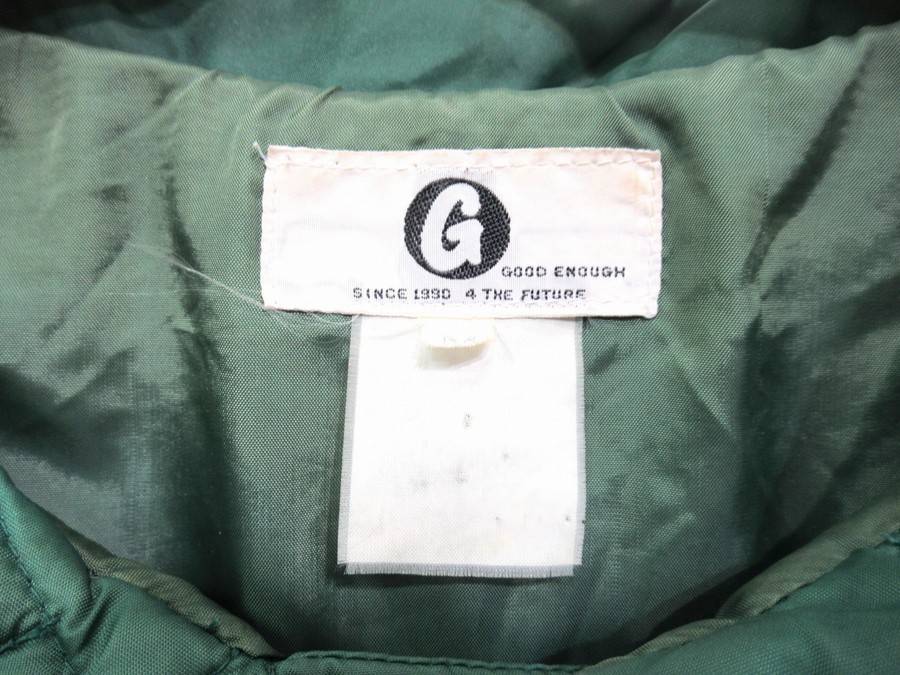 G
GOOD ENOUGH
SINCE 1990 4 THE FUTURE